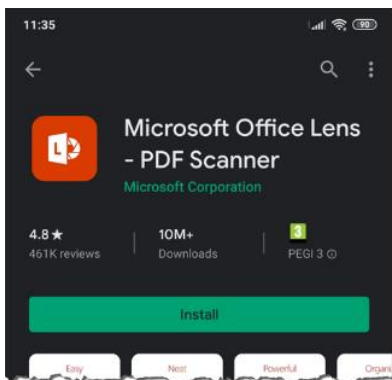 11:35
90
L
Microsoft Office Lens
- PDF Scanner
Microsoft Corporation
4.8★
10M+
3
461K reviews
Downloads
PEGI 3
Install
Easy
Neat
Powerful